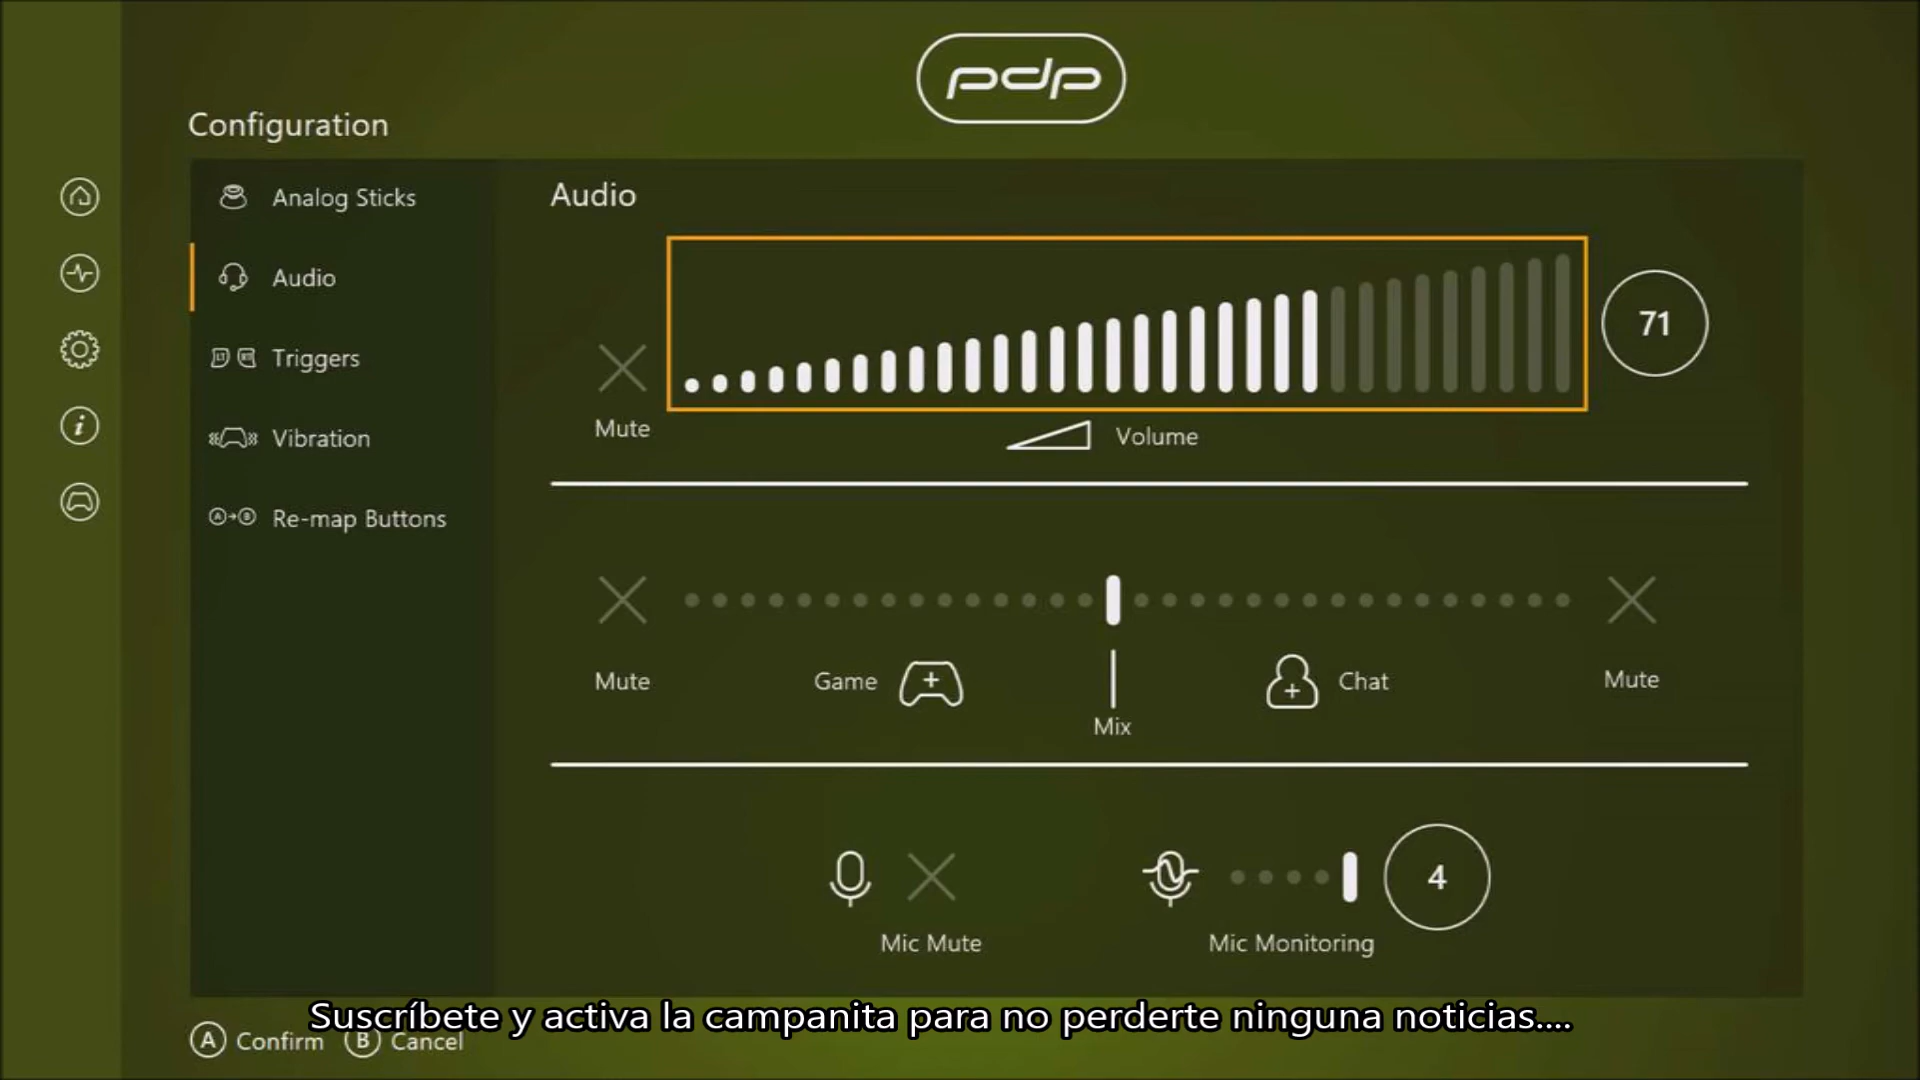 pdp
Configuration
Analog Sticks
Audio
Triggers
Vibration
Re-map Buttons
Audio
71
Mute
Volume
Mute
Game
Mix
Chat
Mute
4
Mic Mute
Mic Monitoring
Suscríbete y activa la campanita para no perderte ninguna noticias....
A Confirm B Cancel